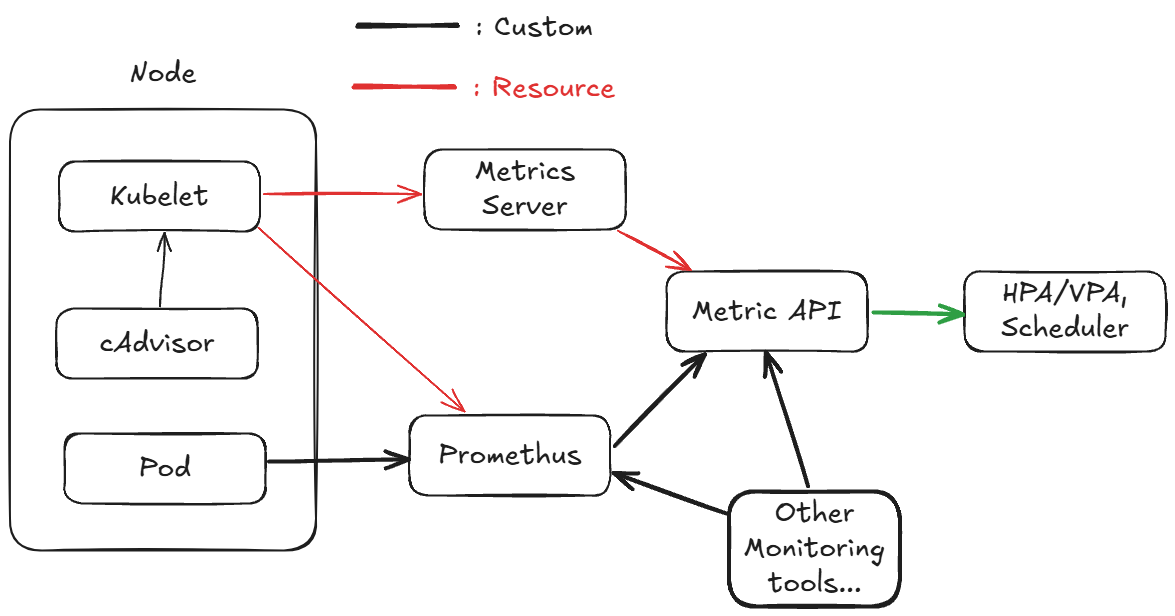 : Custom
: Resource
Node
Kubelet
cAdvisor
Pod
Metrics
Server
Promethus
Metric API
HPA/VPA,
Scheduler
Other
Monitoring
tools...